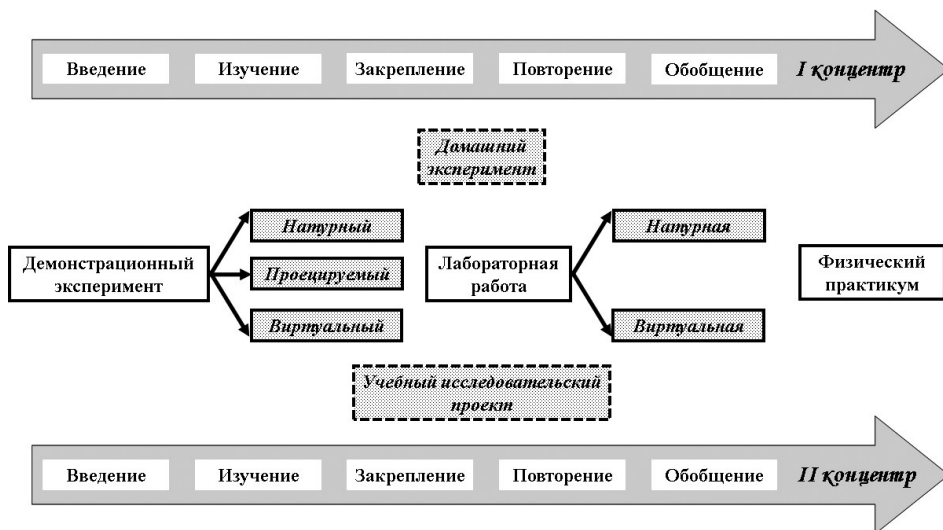 Введение
Изучение
Закрепление
Повторение
Обобщение
I концентр
Домашний
эксперимент
Демонстрационный
эксперимент
Натурный
Проецируемый
Виртуальный
Лабораторная
работа
Натурная
Виртуальная
Физический
практикум
Учебный исследовательский
проект
Введение
Изучение
Закрепление
Повторение
Обобщение
II концентр